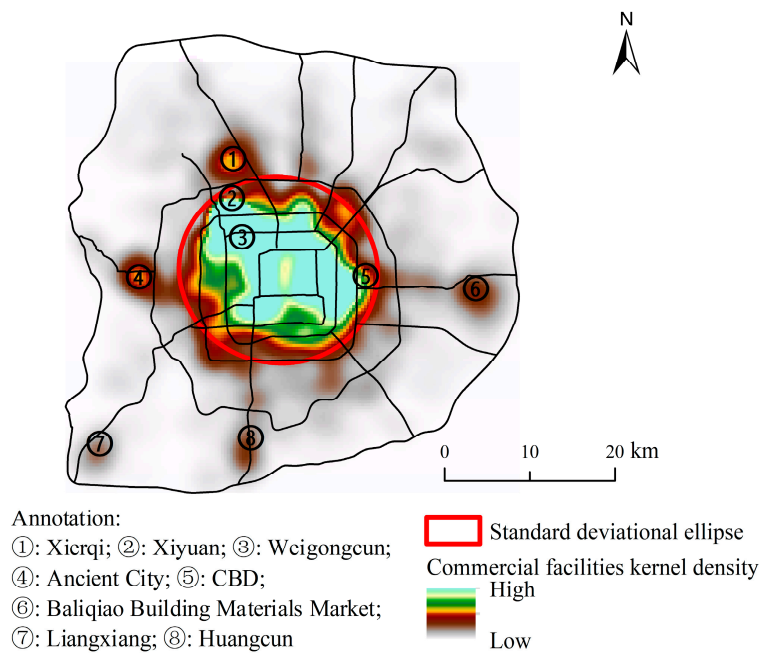 N
①
②
③
④
⑤
⑥
⑦
⑧
0 10 20 km
Annotation:
①: Xicrqi; ②: Xiyuan; ③: Wcigongcun;
④: Ancient City; ⑤: CBD;
⑥: Baliqiao Building Materials Market;
⑦: Liangxiang; ⑧: Huangcun
Standard deviational ellipse
Commercial facilities kernel density
High
Low